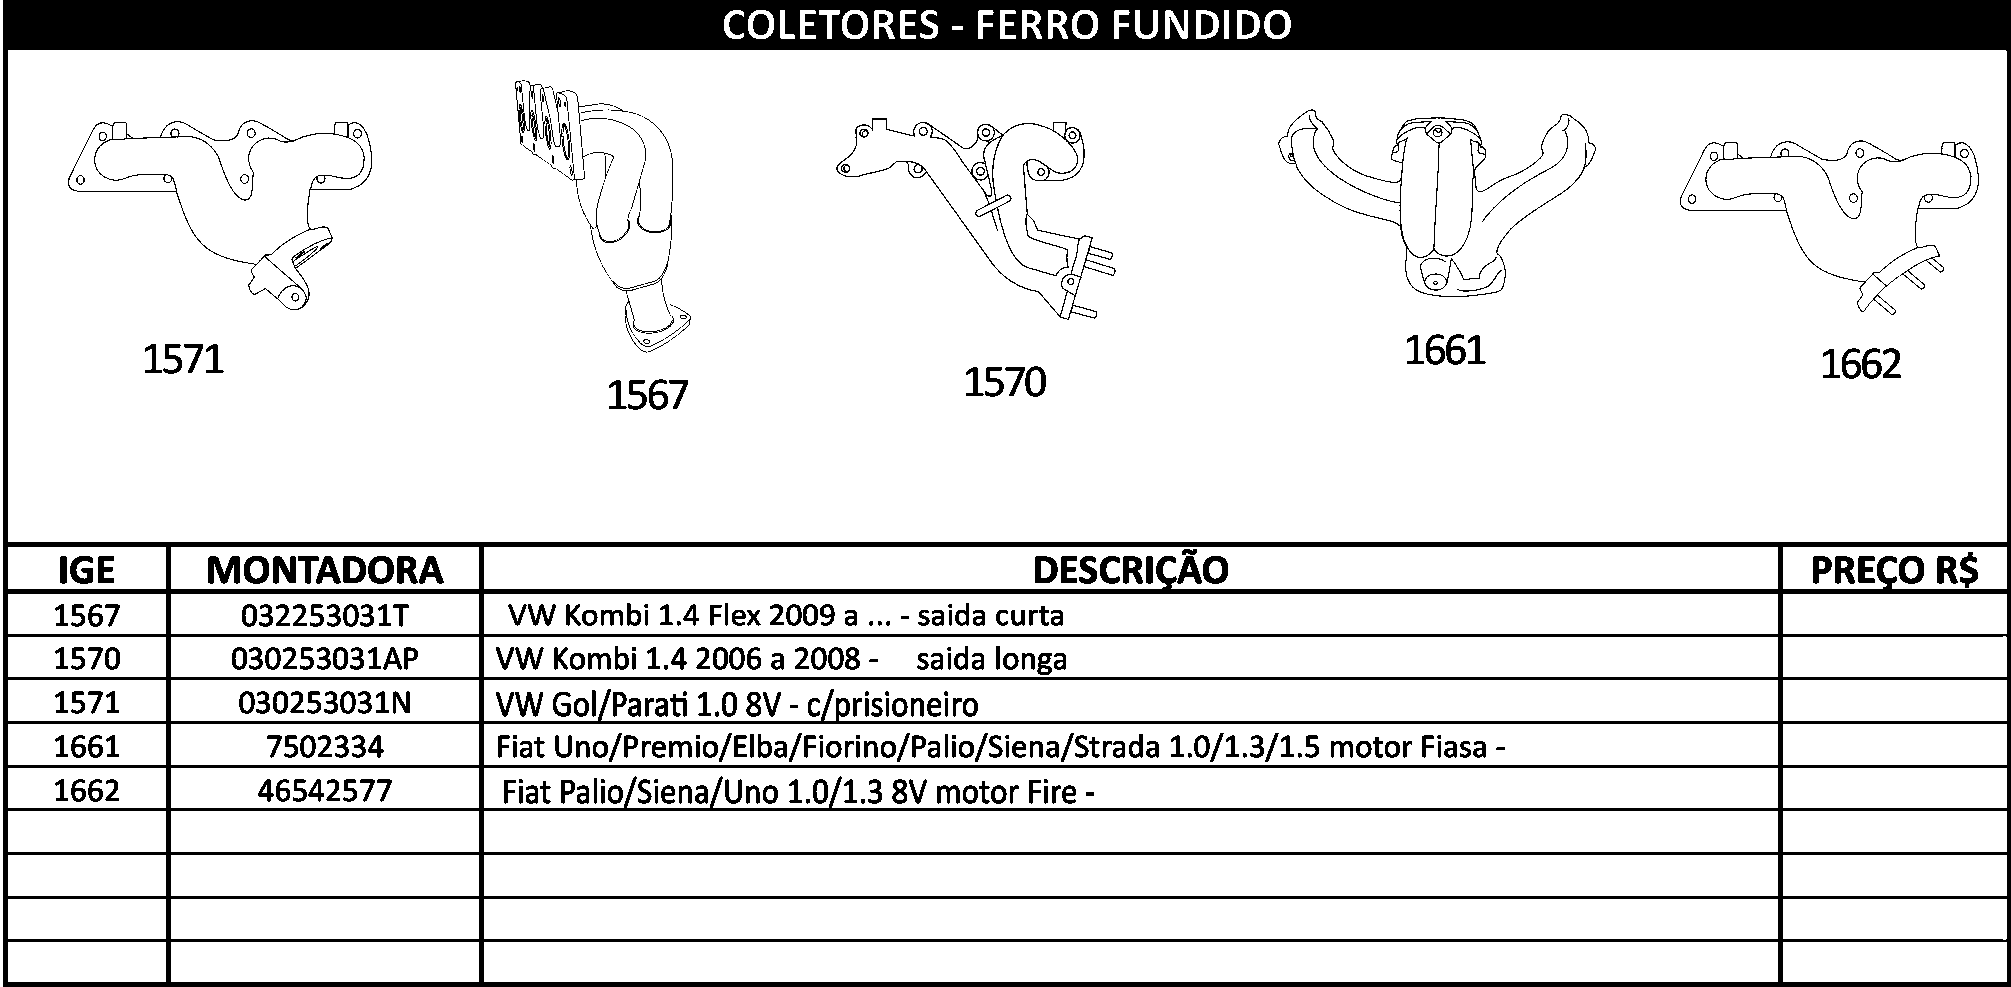 COLETORES - FERRO FUNDIDO
1571
1567
1570
1661
1662
IGE MONTADORA DESCRIÇÃO PREÇO R$
1567 032253031T VW Kombi 1.4 Flex 2009 a ... - saida curta
1570 030253031AP VW Kombi 1.4 2006 a 2008 - saida longa
1571 030253031N VW Gol/Parati 1.0 8V - c/prisioneiro
1661 7502334 Fiat Uno/Premio/Elba/Fiorino/Palio/Siena/Strada 1.0/1.3/1.5 motor Fiasa -
1662 46542577 Fiat Palio/Siena/Uno 1.0/1.3 8V motor Fire -